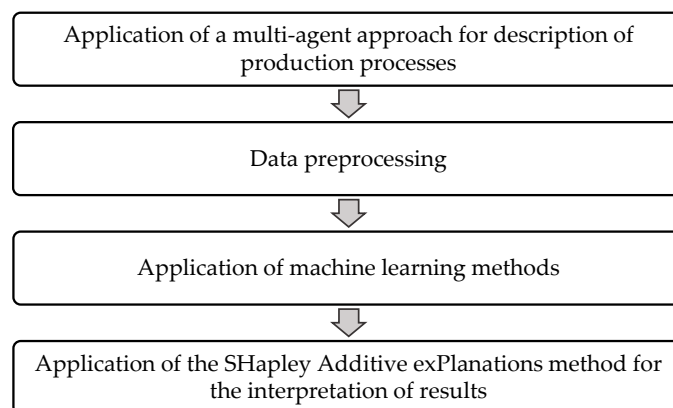 Application of a multi-agent approach for description of
production processes
Data preprocessing
Application of machine learning methods
Application of the SHapley Additive exPlanations method for
the interpretation of results